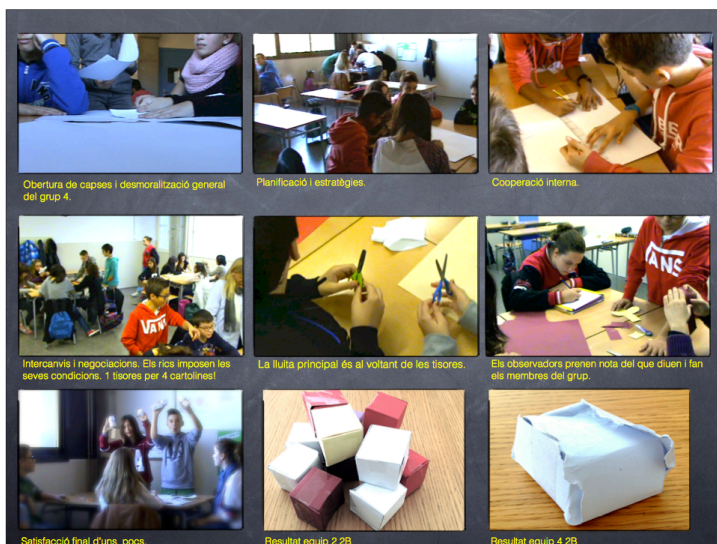 Obertura de capses i desmoralització general
del grup 4.
Planificació i estratègies.
Cooperació interna.
VANS
Intercanvis i negociacions. Els rics imposen les
seves condicions. 1 tisores per 4 cartolines!
La lluita principal és al voltant de les tisores.
VANS
Els observadors prenen nota del que diuen i fan
els membres del grup.
Satisfacció final d'uns pocs.
Resultat equip 2 2B
Resultat equip 4 2B